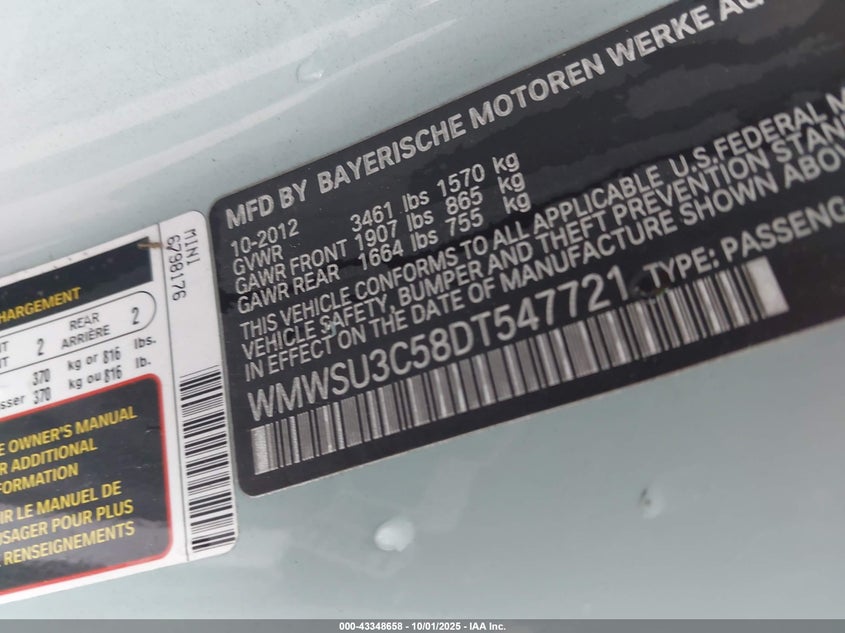 MFD BY BAYERISCHE MOTOREN WERKE AG
10-2012
GVWR 3461 lbs 1570 kg
GAWR FRONT 1907 lbs 865 kg
GAWR REAR 1664 lbs 755 kg
THIS VEHICLE CONFORMS TO ALL APPLICABLE U.S.FEDERAL M
VEHICLE SAFETY, BUMPER AND THEFT PREVENTION STAN
IN EFFECT ON THE DATE OF MANUFACTURE SHOWN ABOV
WMWSU3C58DT547721 TYPE: PASSENG
MINI
6798176
HARGEMENT
2 REAR
ARRIÈRE 2
370 kg or 816 lbs.
sser 370 kg ou 816 lb.
E OWNER'S MANUAL
R ADDITIONAL
FORMATION
IR LE MANUEL DE
USAGER POUR PLUS
RENSEIGNEMENTS
000-43348658 - 10/01/2025 - IAA Inc.